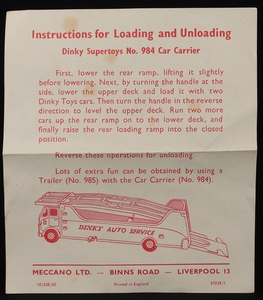 Instructions for Loading and Unloading
Dinky Supertoys No. 984 Car Carrier
First, lower the rear ramp, lifting it slightly
before lowering. Next, by turning the handle at the
side, lower the upper deck and load it with two
Dinky Toys cars. Then turn the handle in the reverse
direction to level the upper deck. Run two more
cars up the rear ramp on to the lower deck, and
finally raise the rear loading ramp into the closed
position.
Reverse these operations for unloading.
Lots of extra fun can be obtained by using a
Trailer (No. 985) with the Car Carrier (No. 984).
DINKY AUTO SERVICE
MECCANO LTD. — BINNS ROAD — LIVERPOOL 13
Printed in England